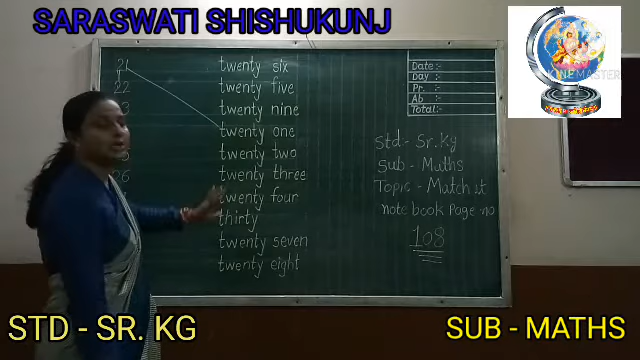 SARASWATI SHISHUKUNJ
KINEMASTER
21
22
26
twenty six
twenty five
twenty nine
twenty one
twenty two
twenty three
twenty four
thirty
twenty seven
twenty eight
Date:-
Day:-
Pr.:-
Ab:-
Total:-
Std:- Sr.Kg
Sub - Maths
Topic - Match it
note book Page-no
108
STD - SR. KG
SUB - MATHS